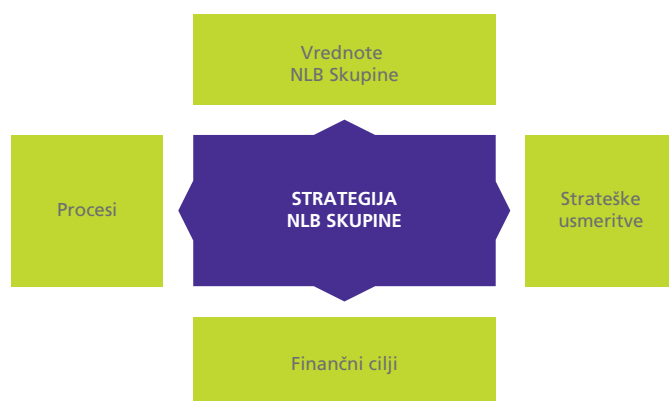 Vrednote
NLB Skupine
Procesi
STRATEGIJA
NLB SKUPINE
Strateške
usmeritve
Finančni cilji